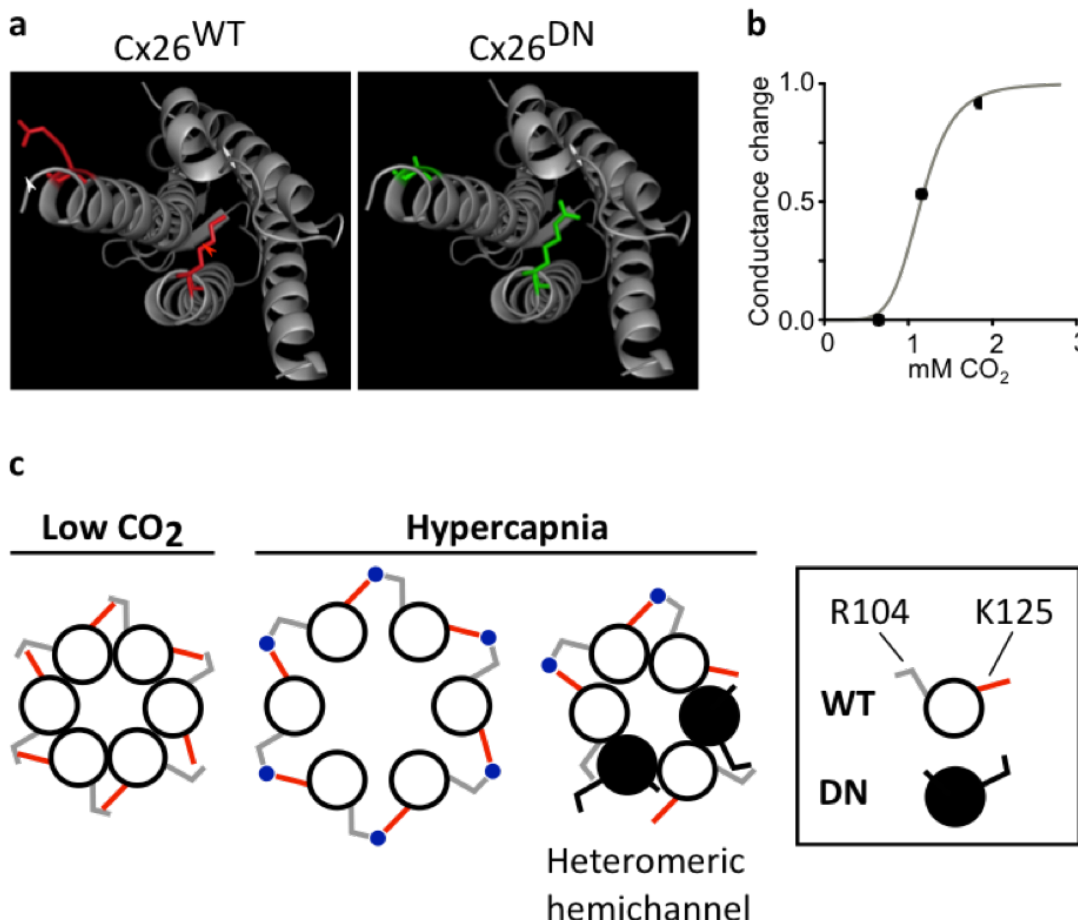 a
Cx26WT
Cx26DN
b
Conductance change
1.0
0.5
0.0
0
1
2
3
mM CO2
c
Low CO2
Hypercapnia
Heteromeric
hemichannel
R104
K125
WT
DN